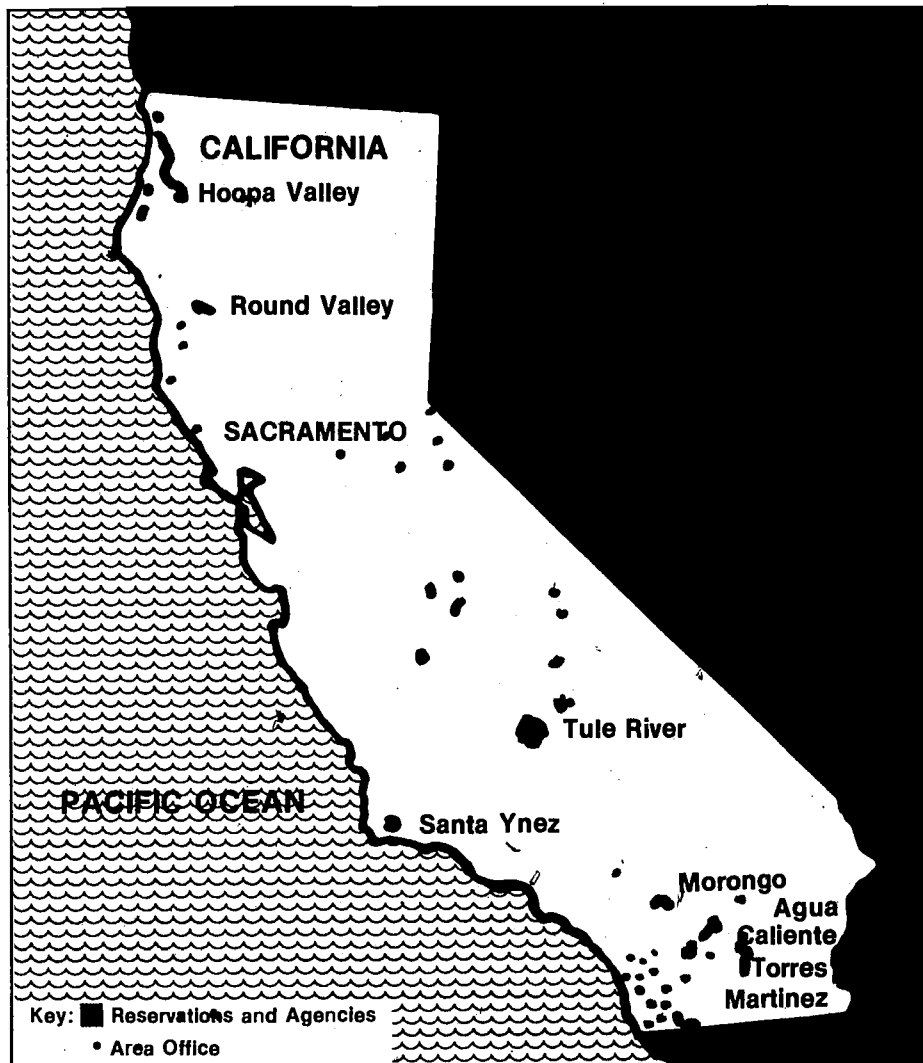 CALIFORNIA
Hoopa Valley
Round Valley
SACRAMENTO
Tule River
PACIFIC OCEAN
Santa Ynez
Morongo
Agua
Caliente
Torres
Martinez
Key: Reservations and Agencies
Area Office